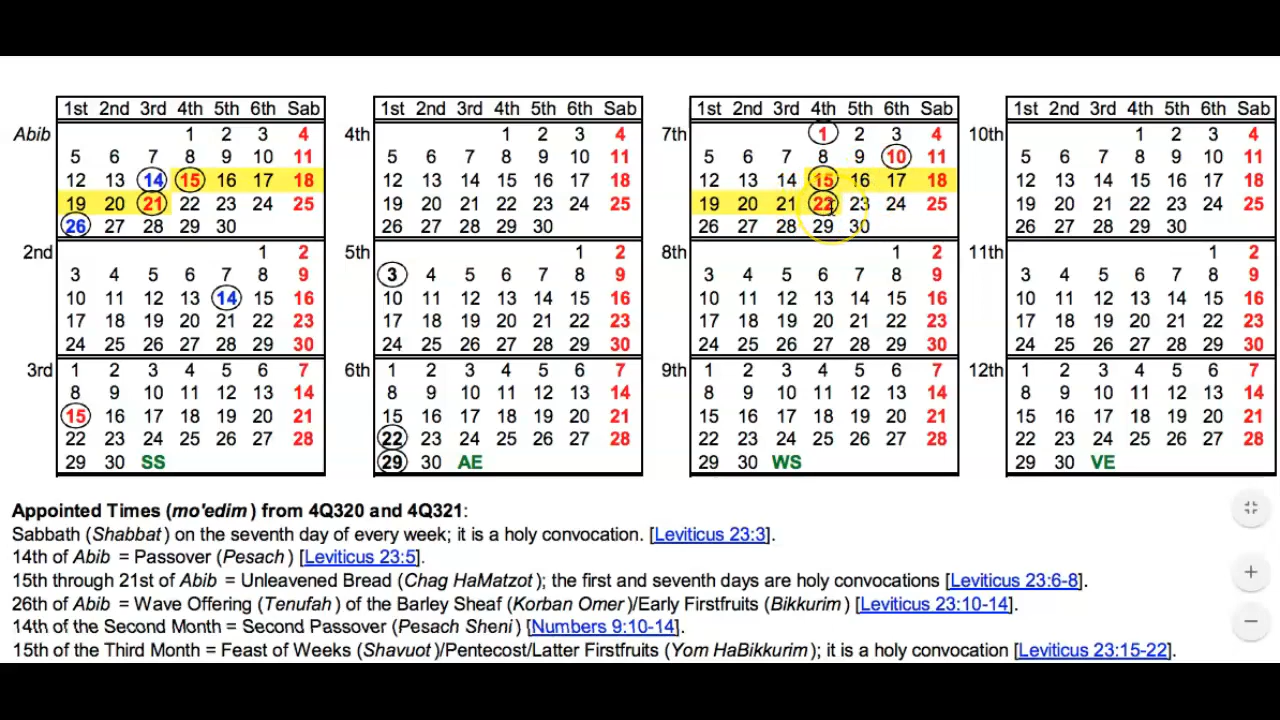 1st 2nd 3rd 4th 5th 6th Sab 1st 2nd 3rd 4th 5th 6th Sab 1st 2nd 3rd 4th 5th 6th Sab 1st 2nd 3rd 4th 5th 6th Sab
Abib 1 2 3 4 4th 1 2 3 4 7th 1 2 3 4 10th 1 2 3 4
5 6 7 8 9 10 11 5 6 7 8 9 10 11 5 6 7 8 9 10 11 5 6 7 8 9 10 11
12 13 14 15 16 17 18 12 13 14 15 16 17 18 12 13 14 15 16 17 18 12 13 14 15 16 17 18
19 20 21 22 23 24 25 19 20 21 22 23 24 25 19 20 21 22 23 24 25 19 20 21 22 23 24 25
26 27 28 29 30 26 27 28 29 30 26 27 28 29 30 26 27 28 29 30
2nd 1 2 5th 1 2 8th 1 2 11th 1 2
3 4 5 6 7 8 9 3 4 5 6 7 8 9 3 4 5 6 7 8 9 3 4 5 6 7 8 9
10 11 12 13 14 15 16 10 11 12 13 14 15 16 10 11 12 13 14 15 16 10 11 12 13 14 15 16
17 18 19 20 21 22 23 17 18 19 20 21 22 23 17 18 19 20 21 22 23 17 18 19 20 21 22 23
24 25 26 27 28 29 30 24 25 26 27 28 29 30 24 25 26 27 28 29 30 24 25 26 27 28 29 30
3rd 1 2 3 4 5 6 7 6th 1 2 3 4 5 6 7 9th 1 2 3 4 5 6 7 12th 1 2 3 4 5 6 7
8 9 10 11 12 13 14 8 9 10 11 12 13 14 8 9 10 11 12 13 14 8 9 10 11 12 13 14
15 16 17 18 19 20 21 15 16 17 18 19 20 21 15 16 17 18 19 20 21 15 16 17 18 19 20 21
22 23 24 25 26 27 28 22 23 24 25 26 27 28 22 23 24 25 26 27 28 22 23 24 25 26 27 28
29 30 SS 29 30 AE 29 30 WS 29 30 VE
Appointed Times (mo'edim) from 4Q320 and 4Q321:
Sabbath (Shabbat) on the seventh day of every week; it is a holy convocation. [Leviticus 23:3].
14th of Abib = Passover (Pesach) [Leviticus 23:5].
15th through 21st of Abib = Unleavened Bread (Chag HaMatzot); the first and seventh days are holy convocations [Leviticus 23:6-8].
26th of Abib = Wave Offering (Tenufah) of the Barley Sheaf (Korban Omer)/Early Firstfruits (Bikkurim) [Leviticus 23:10-14].
14th of the Second Month = Second Passover (Pesach Sheni) [Numbers 9:10-14].
15th of the Third Month = Feast of Weeks (Shavuot)/Pentecost/Latter Firstfruits (Yom HaBikkurim); it is a holy convocation [Leviticus 23:15-22].